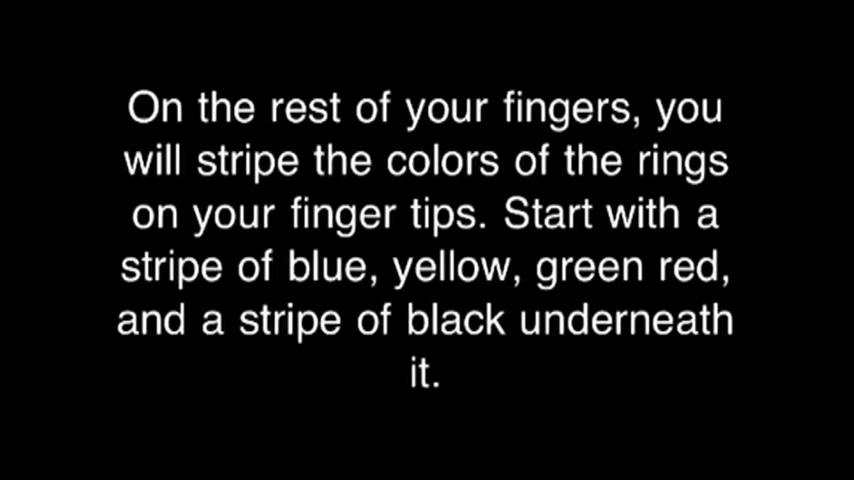 On the rest of your fingers, you
will stripe the colors of the rings
on your finger tips. Start with a
stripe of blue, yellow, green red,
and a stripe of black underneath
it.